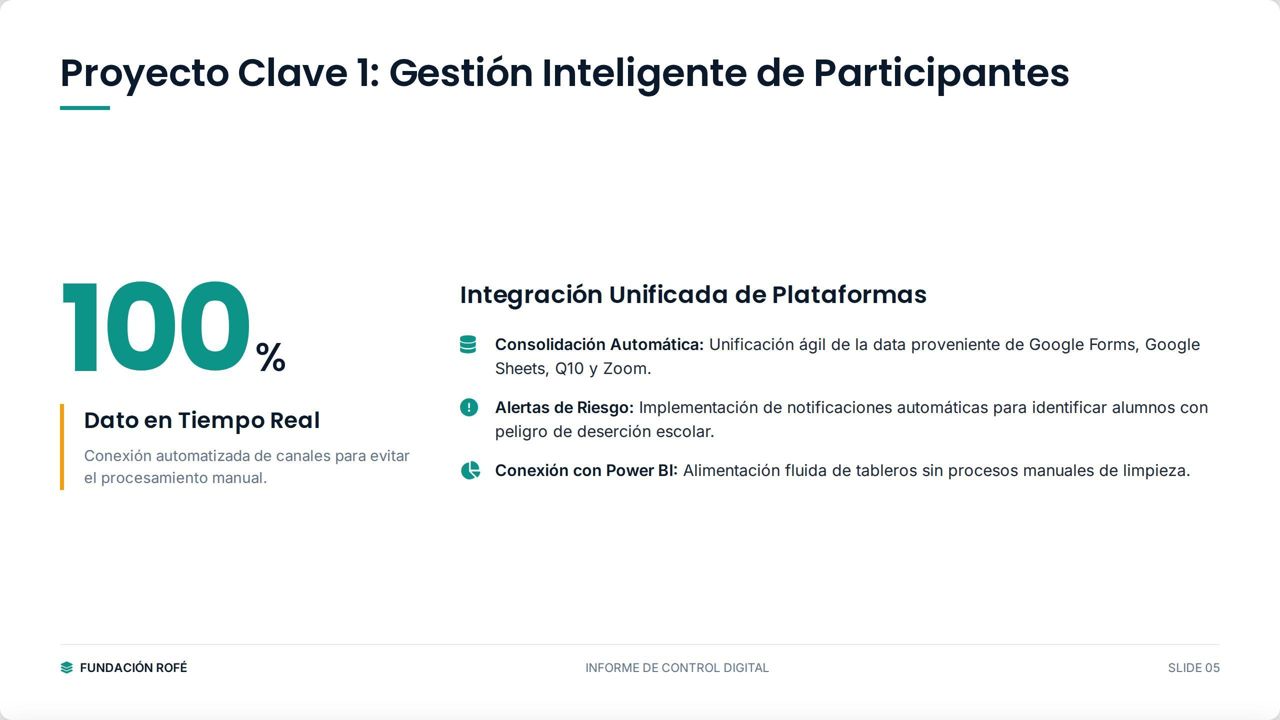 Proyecto Clave 1: Gestión Inteligente de Participantes
100%
Dato en Tiempo Real
Conexión automatizada de canales para evitar
el procesamiento manual.
Integración Unificada de Plataformas
Consolidación Automática: Unificación ágil de la data proveniente de Google Forms, Google
Sheets, Q10 y Zoom.
Alertas de Riesgo: Implementación de notificaciones automáticas para identificar alumnos con
peligro de deserción escolar.
Conexión con Power BI: Alimentación fluida de tableros sin procesos manuales de limpieza.
FUNDACIÓN ROFÉ
INFORME DE CONTROL DIGITAL
SLIDE 05